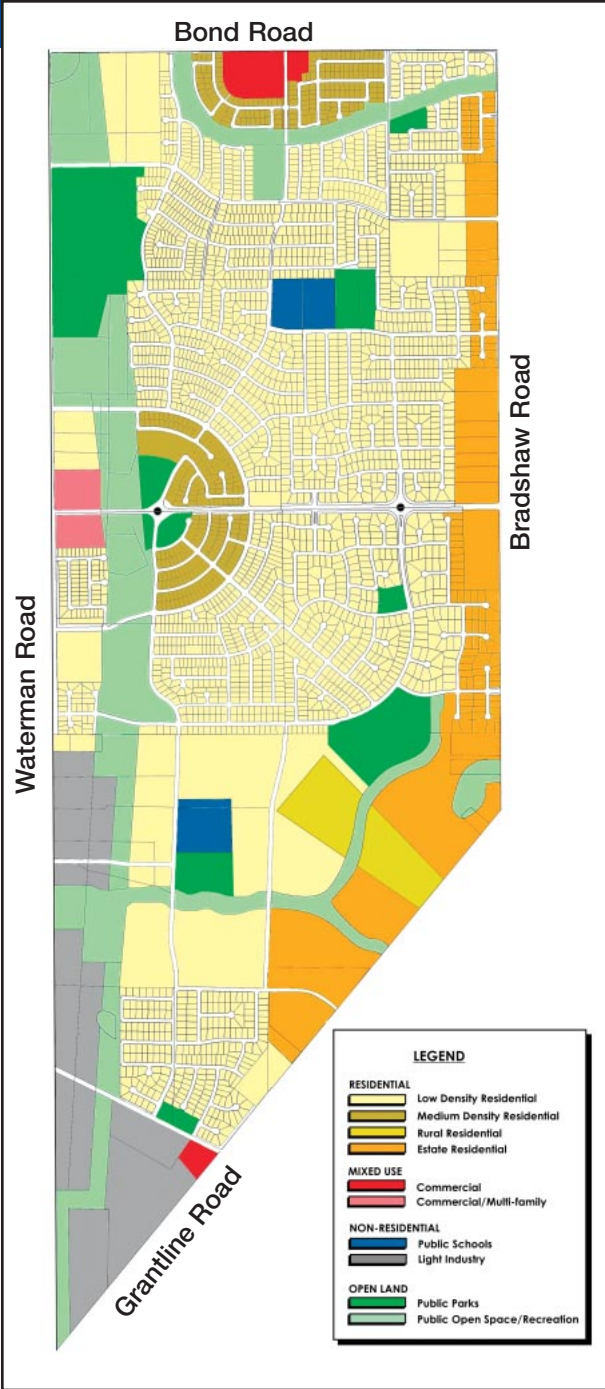 Bond Road
Bradshaw Road
Waterman Road
Grantline Road
LEGEND
RESIDENTIAL
Low Density Residential
Medium Density Residential
Rural Residential
Estate Residential
MIXED USE
Commercial
Commercial/Multi-family
NON-RESIDENTIAL
Public Schools
Light Industry
OPEN LAND
Public Parks
Public Open Space/Recreation